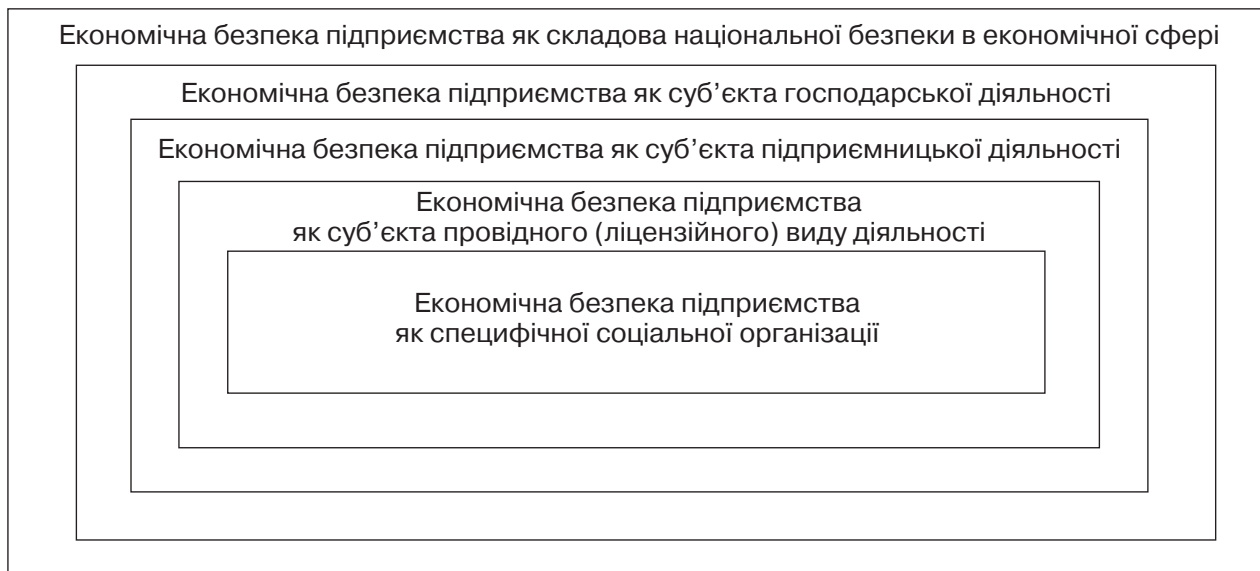 Економічна безпека підприємства як складова національної безпеки в економічної сфері
Економічна безпека підприємства як суб’єкта господарської діяльності
Економічна безпека підприємства як суб’єкта підприємницької діяльності
Економічна безпека підприємства
як суб’єкта провідного (ліцензійного) виду діяльності
Економічна безпека підприємства
як специфічної соціальної організації